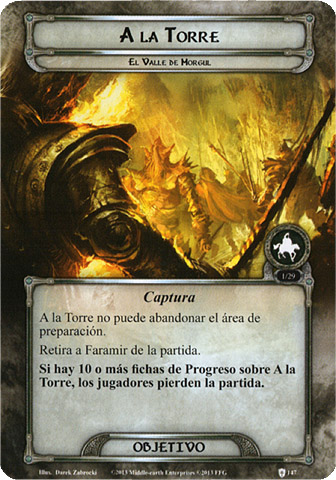 A la Torre
El Valle de Morgul
1/29
Captura
A la Torre no puede abandonar el área de
preparación.
Retira a Faramir de la partida.
Si hay 10 o más fichas de Progreso sobre A la
Torre, los jugadores pierden la partida.
OBJETIVO
Illus. Darek Zabrocki ©2013 Middle-earth Enterprises ©2013 FFG 147